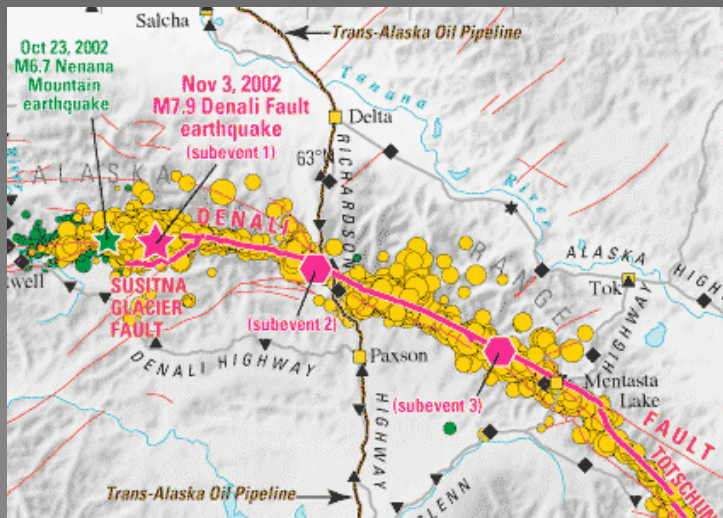 Salcha
Trans-Alaska Oil Pipeline
Oct 23, 2002
M6.7 Nenana
Mountain
earthquake
Nov 3, 2002
M7.9 Denali Fault
earthquake
(subevent 1)
Tanana
River
Delta
63°N
RICHARDSON
ALASKA
DENALI
RANGE
ALASKA HIGH
Tok
HIGHWAY
SUSITNA
GLACIER
FAULT
(subevent 2)
DENALI HIGHWAY
Paxson
Mentasta
Lake
(subevent 3)
HIGHWAY
FAULT
TOTSCHUN
Trans-Alaska Oil Pipeline
GLENN